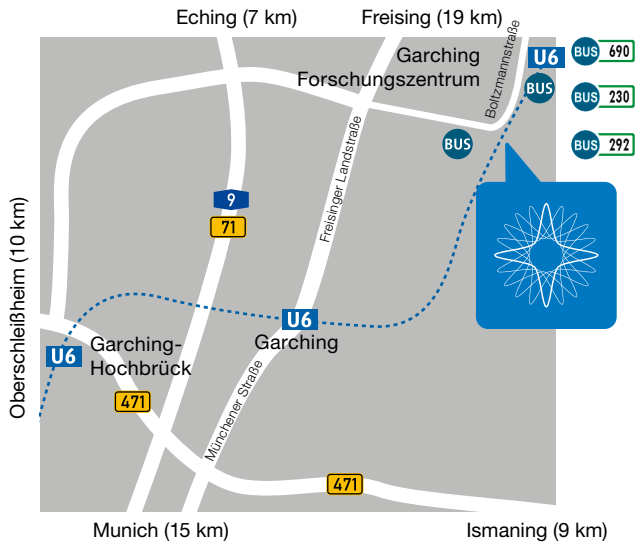 Eching (7 km)
Freising (19 km)
Garching
Forschungszentrum
Boltzmannstraße
U6
BUS 690
BUS
BUS 230
BUS
BUS 292
Freisinger Landstraße
9
71
Oberschleißheim (10 km)
U6
Garching
U6
Garching-
Hochbrück
471
Münchener Straße
471
Munich (15 km)
Ismaning (9 km)